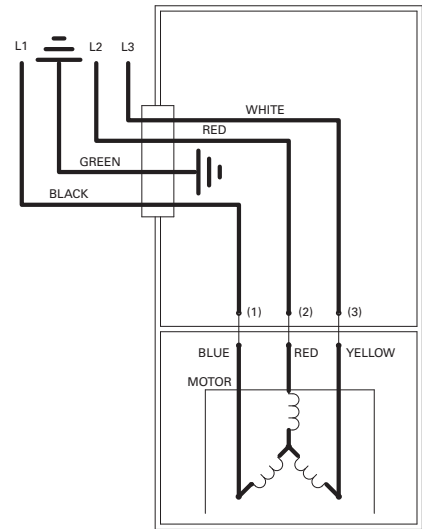 L1
L2
L3
WHITE
RED
GREEN
BLACK
(1)
(2)
(3)
BLUE
RED
YELLOW
MOTOR